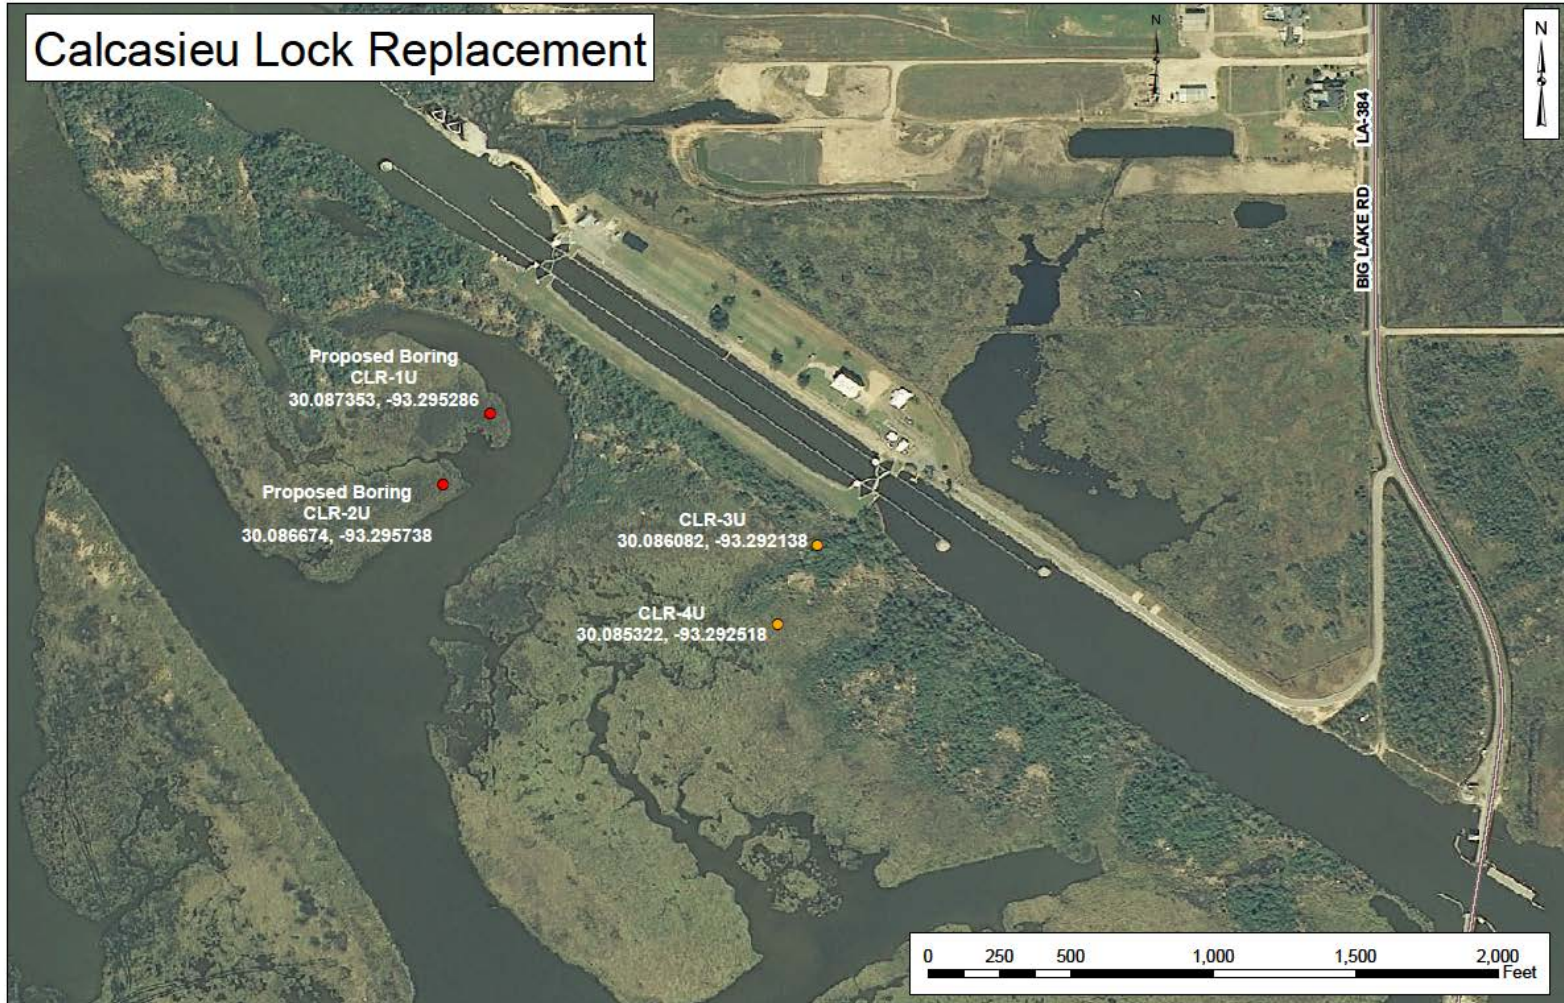 Calcasieu Lock Replacement
N
N
LA-384
BIG LAKE RD
Proposed Boring
CLR-1U
30.087353, -93.295286
Proposed Boring
CLR-2U
30.086674, -93.295738
CLR-3U
30.086082, -93.292138
CLR-4U
30.085322, -93.292518
0 250 500 1,000 1,500 2,000
Feet